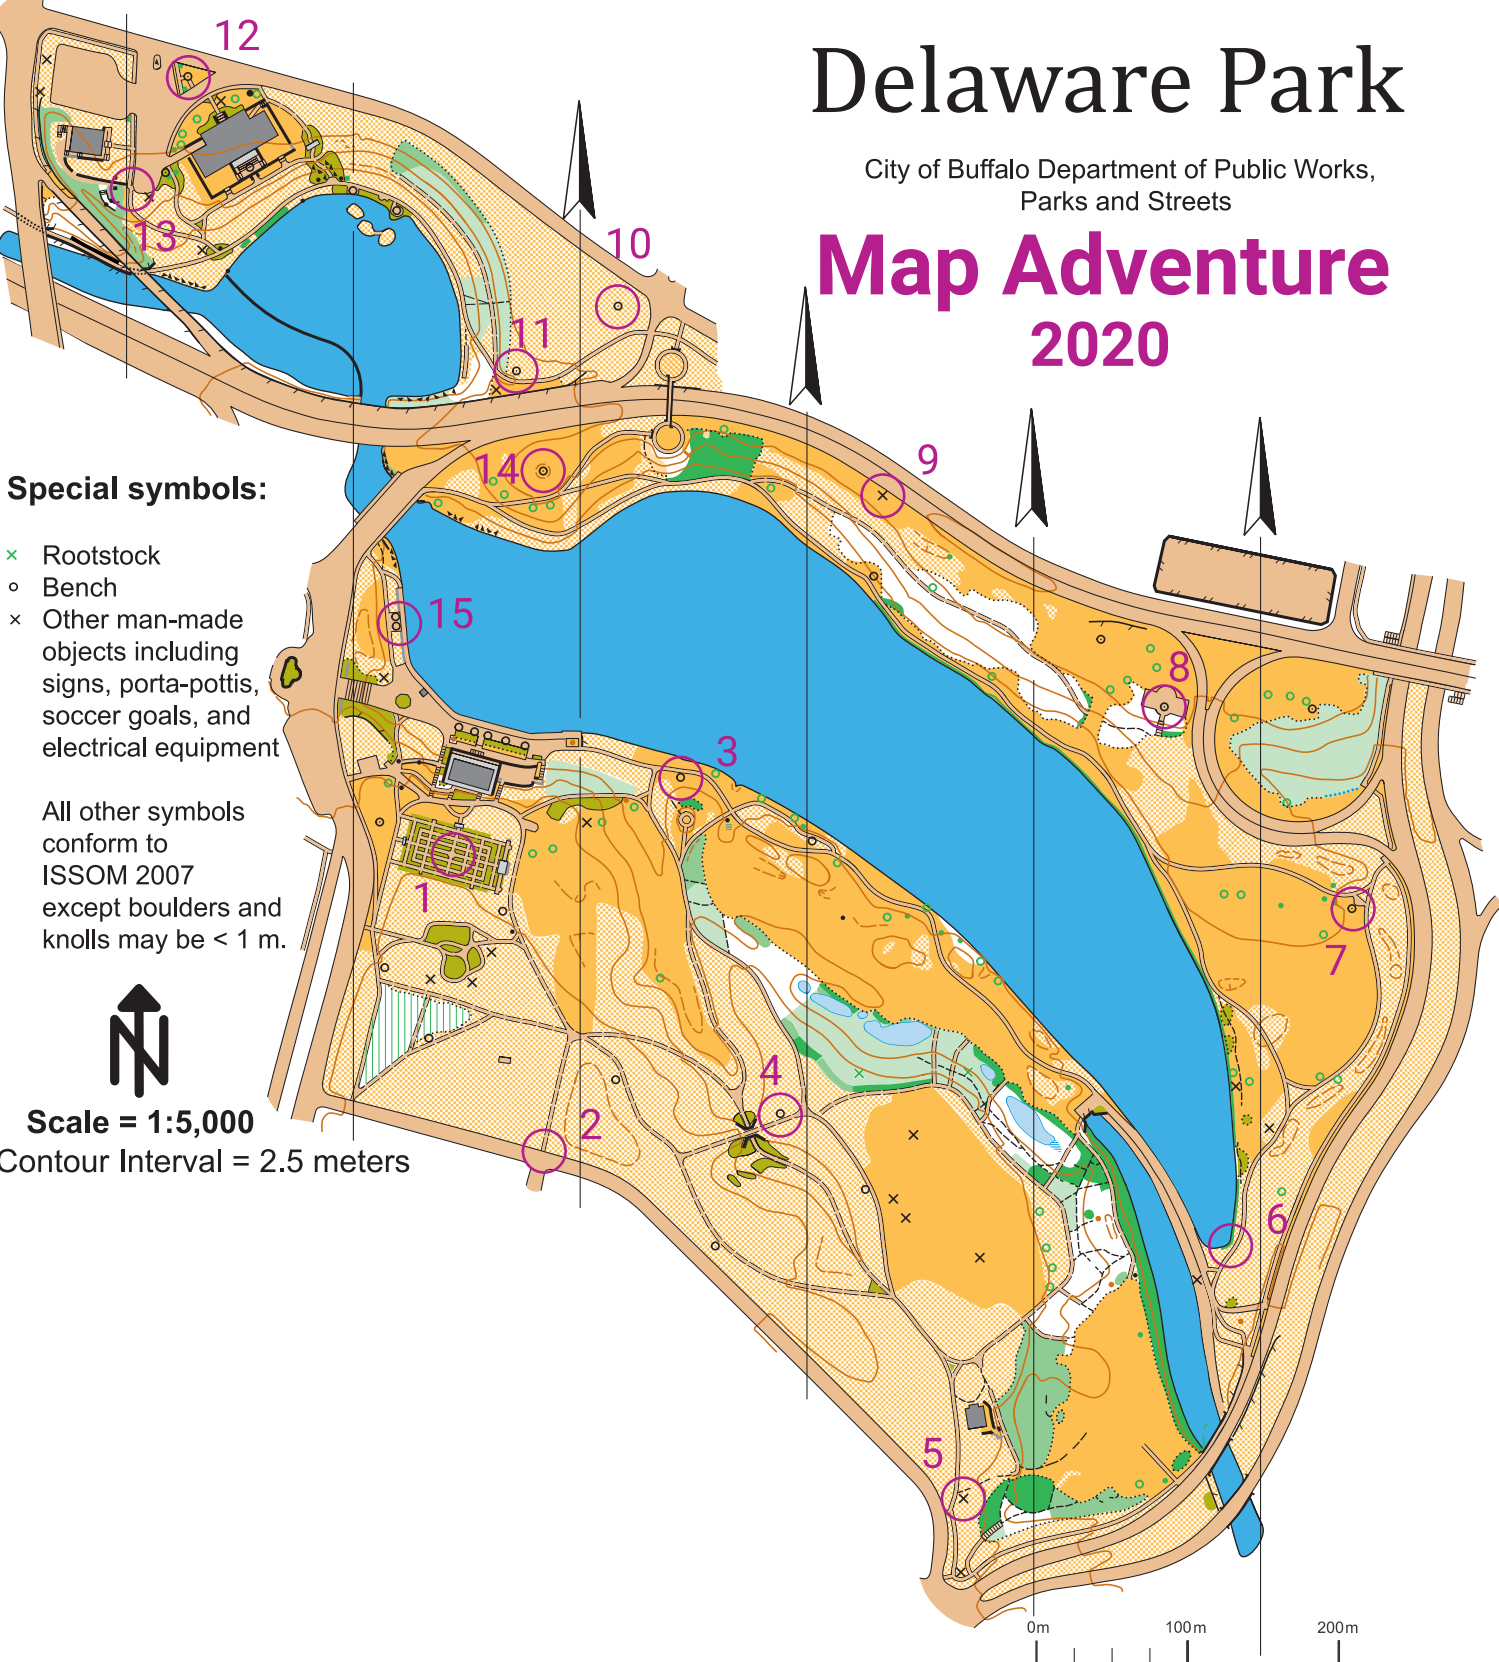 Delaware Park
City of Buffalo Department of Public Works,
Parks and Streets
Map Adventure
2020
12
13
10
11
14
9
15
8
3
1
7
4
2
6
5
Special symbols:
Rootstock
Bench
Other man-made
objects including
signs, porta-pottis,
soccer goals, and
electrical equipment
All other symbols
conform to
ISSOM 2007
except boulders and
knolls may be < 1 m.
N
Scale = 1:5,000
Contour Interval = 2.5 meters
0m 100m 200m